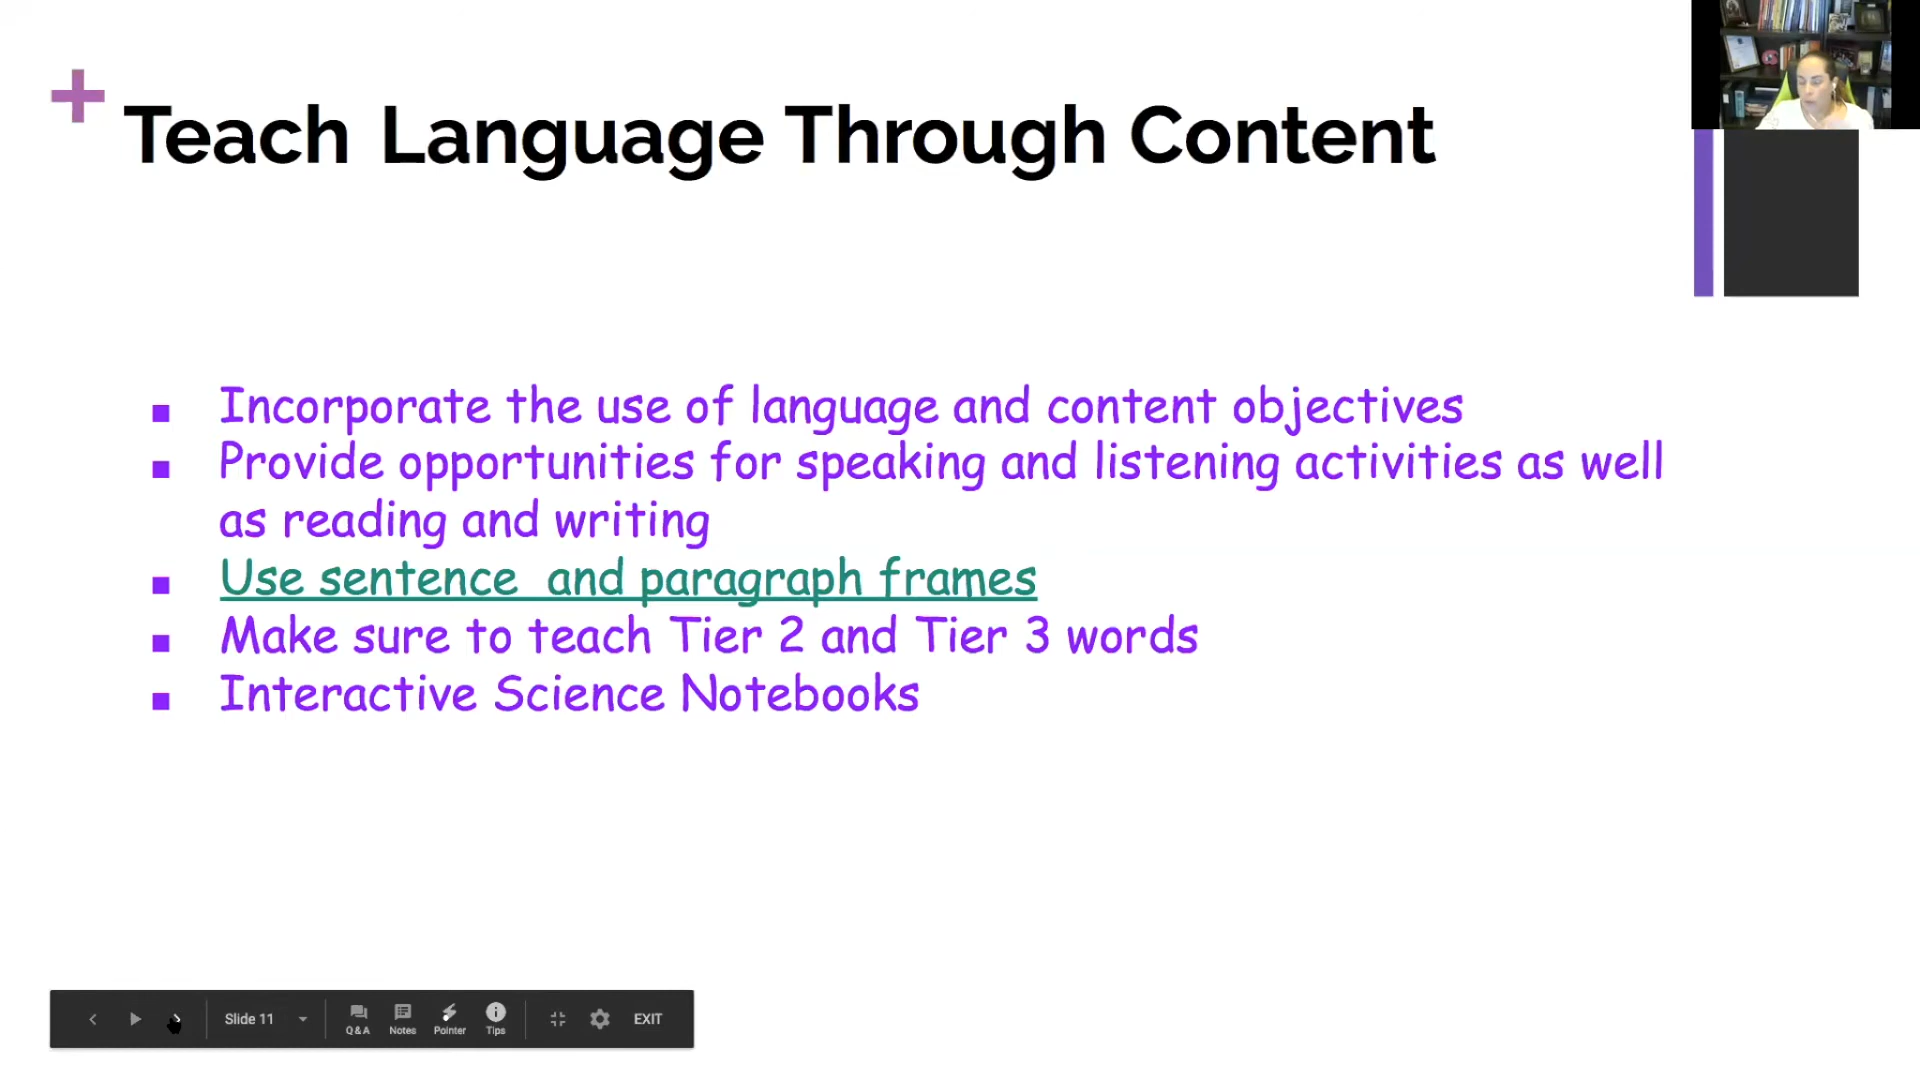 Teach Language Through Content
Incorporate the use of language and content objectives
Provide opportunities for speaking and listening activities as well
as reading and writing
Use sentence and paragraph frames
Make sure to teach Tier 2 and Tier 3 words
Interactive Science Notebooks
Slide 11
Q&A
Notes
Pointer
Tips
EXIT